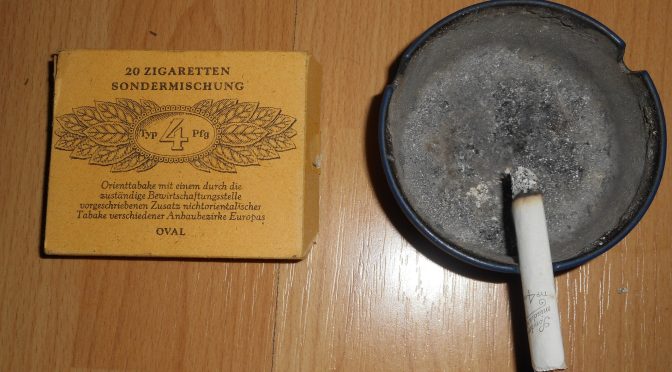 20 ZIGARETTEN
SONDERMISCHUNG
Typ 4 Pfg
Orienttabake mit einem durch die
zuständige Bewirtschaftungsstelle
vorgeschriebenen Zusatz nichtorientalischer
Tabake verschiedener Anbaubezirke Europas
OVAL